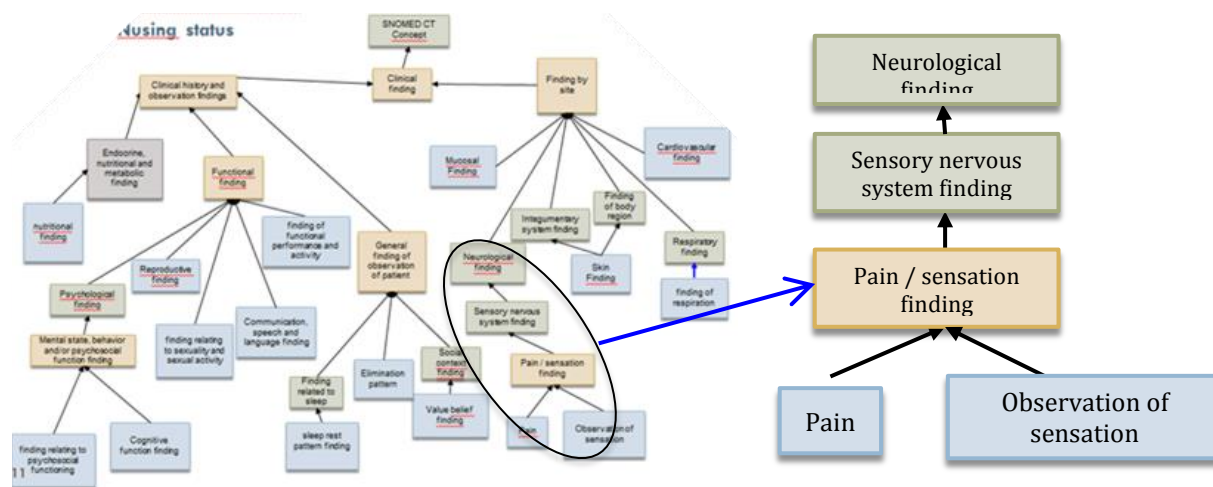 Nusing status
SNOMED CT
Concept
Clinical history and
observation findings
Clinical
finding
Finding by
site
Endocrine,
nutritional and
metabolic
finding
Functional
finding
Mucosal
Finding
Cardiovascular
finding
nutritional
finding
finding of
functional
performance and
activity
General
finding of
observation
of patient
Integumentary
system finding
Finding
of body
region
Respiratory
finding
Psychological
finding
Reproductive
finding
Neurological
finding
Skin
Finding
finding of
respiration
Mental state, behavior
and/or psychosocial
function finding
finding relating
to sexuality and
sexual activity
Communication,
speech and
language finding
Sensory nervous
system finding
Finding
related to
sleep
Elimination
pattern
Social
context
finding
Pain / sensation
finding
finding relating to
psychosocial
functioning
Cognitive
function finding
sleep rest
pattern finding
Value belief
finding
Pain
Observation of
sensation
11
Neurological
finding
Sensory nervous
system finding
Pain / sensation
finding
Pain
Observation of
sensation